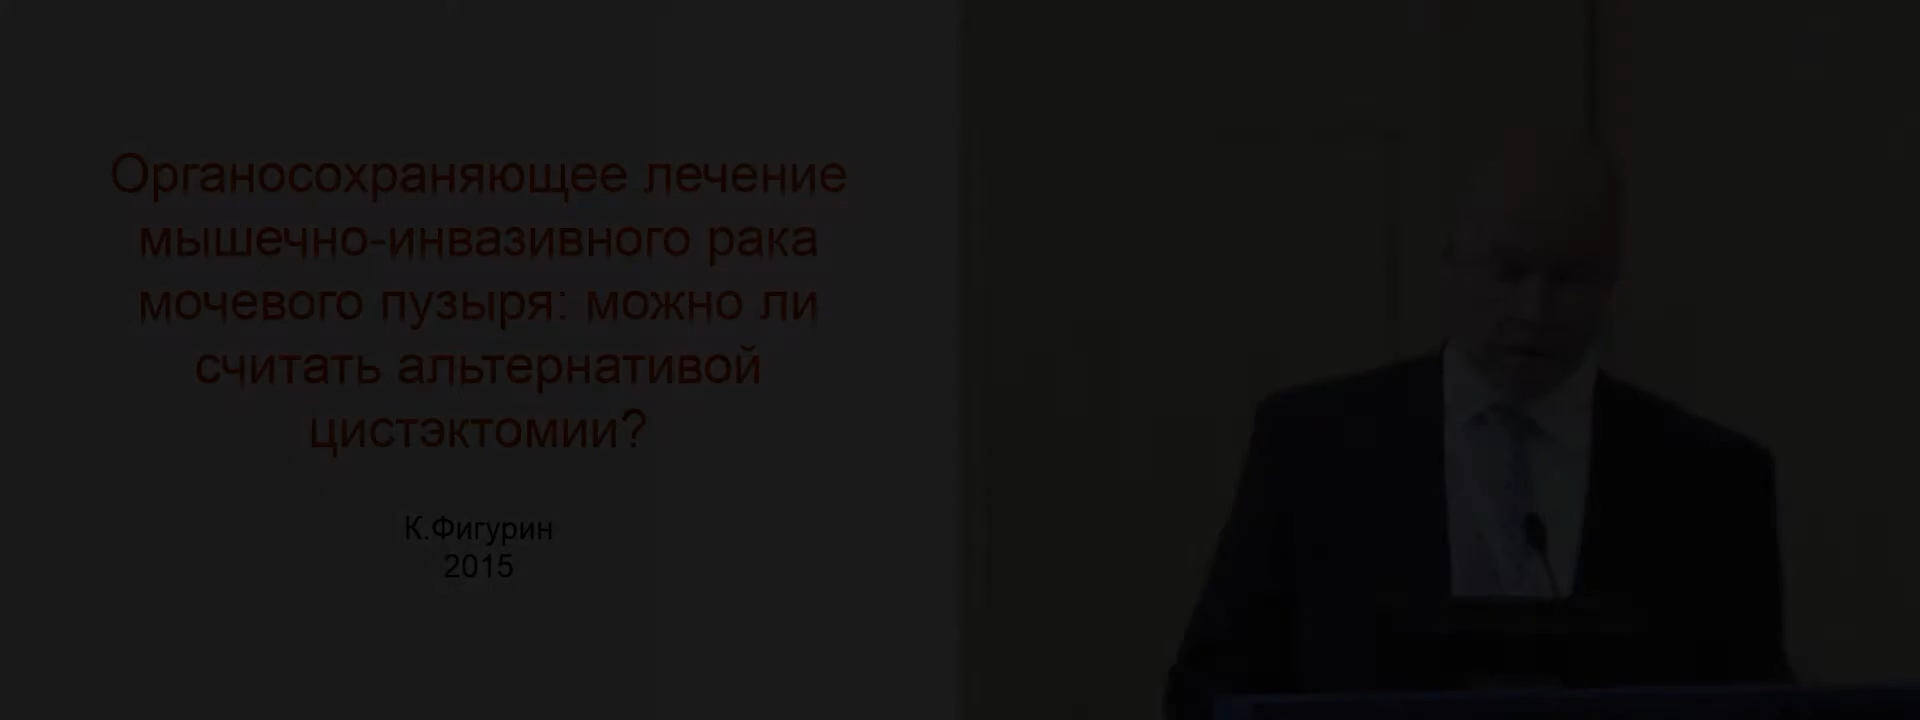 Органосохраняющее лечение
мышечно-инвазивного рака
мочевого пузыря: можно ли
считать альтернативой
цистэктомии?
К.Фигурин
2015